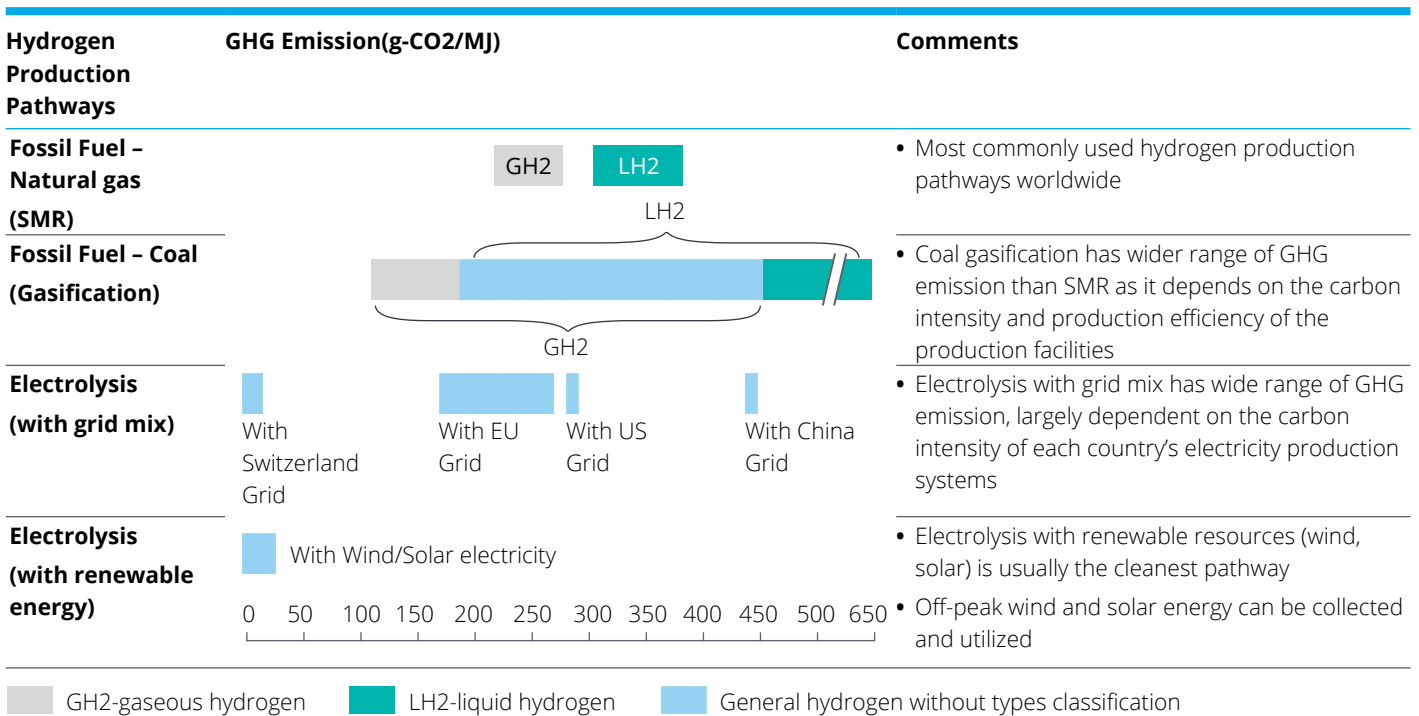 Hydrogen
Production
Pathways
GHG Emission(g-CO2/MJ)
Comments
Fossil Fuel –
Natural gas
(SMR)
GH2
LH2
• Most commonly used hydrogen production
pathways worldwide
Fossil Fuel – Coal
(Gasification)
LH2
GH2
• Coal gasification has wider range of GHG
emission than SMR as it depends on the carbon
intensity and production efficiency of the
production facilities
Electrolysis
(with grid mix)
With
Switzerland
Grid
With EU
Grid
With US
Grid
With China
Grid
• Electrolysis with grid mix has wide range of GHG
emission, largely dependent on the carbon
intensity of each country’s electricity production
systems
Electrolysis
(with renewable
energy)
With Wind/Solar electricity
0 50 100 150 200 250 300 350 400 450 500 650
• Electrolysis with renewable resources (wind,
solar) is usually the cleanest pathway
• Off-peak wind and solar energy can be collected
and utilized
GH2-gaseous hydrogen
LH2-liquid hydrogen
General hydrogen without types classification